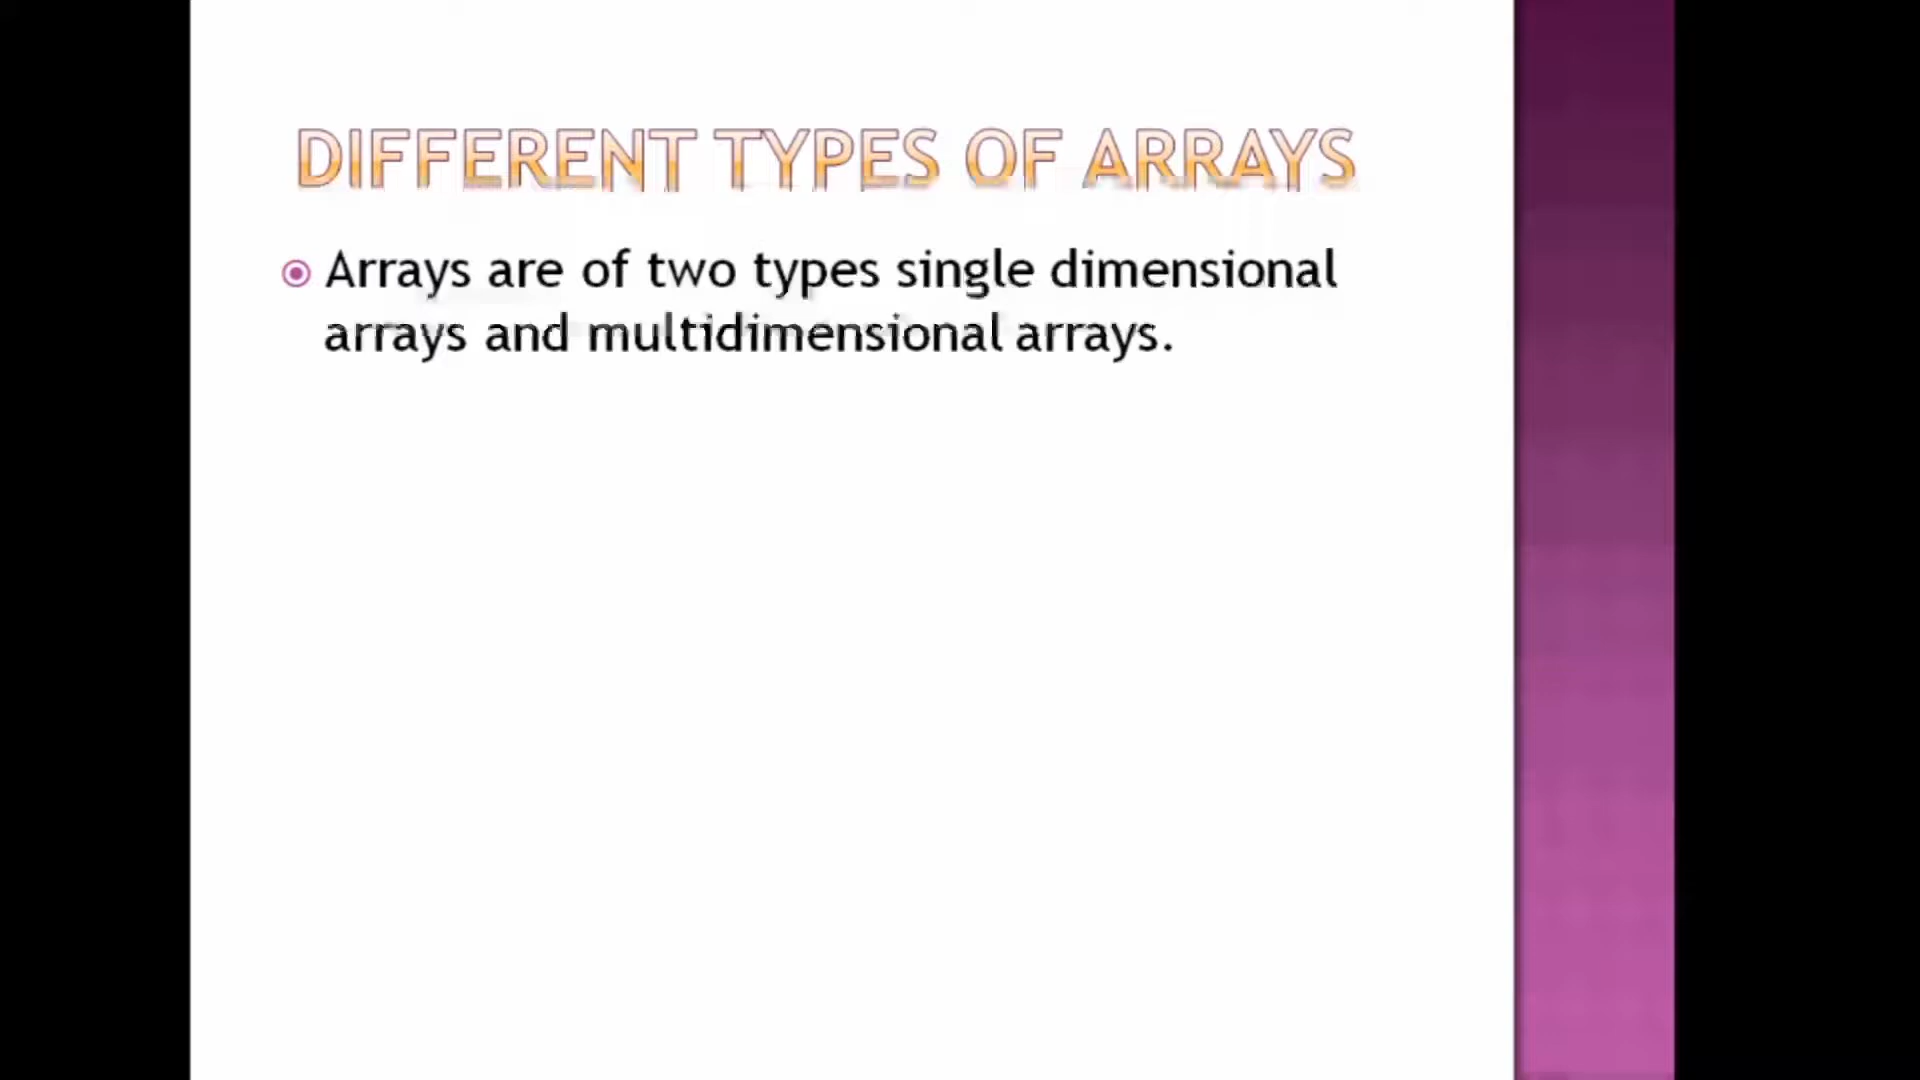 DIFFERENT TYPES OF ARRAYS
Arrays are of two types single dimensional
arrays and multidimensional arrays.